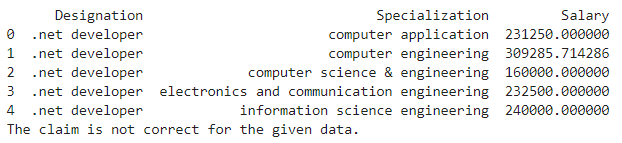 Designation Specialization Salary
0 .net developer computer application 231250.000000
1 .net developer computer engineering 309285.714286
2 .net developer computer science & engineering 160000.000000
3 .net developer electronics and communication engineering 232500.000000
4 .net developer information science engineering 240000.000000
The claim is not correct for the given data.